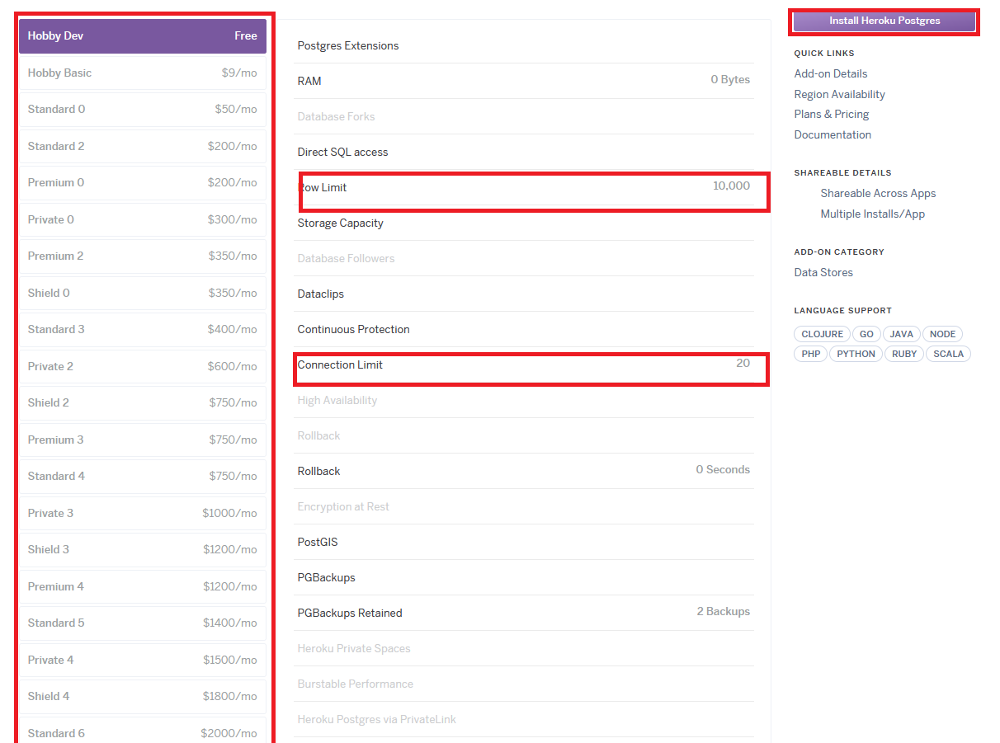 Hobby Dev Free
Hobby Basic $9/mo
Standard 0 $50/mo
Standard 2 $200/mo
Premium 0 $200/mo
Private 0 $300/mo
Premium 2 $350/mo
Shield 0 $350/mo
Standard 3 $400/mo
Private 2 $600/mo
Shield 2 $750/mo
Premium 3 $750/mo
Standard 4 $750/mo
Private 3 $1000/mo
Shield 3 $1200/mo
Premium 4 $1200/mo
Standard 5 $1400/mo
Private 4 $1500/mo
Shield 4 $1800/mo
Standard 6 $2000/mo
Postgres Extensions
RAM 0 Bytes
Database Forks
Direct SQL access
Row Limit 10,000
Storage Capacity
Database Followers
Dataclips
Continuous Protection
Connection Limit 20
High Availability
Rollback
Rollback 0 Seconds
Encryption at Rest
PostGIS
PGBackups
PGBackups Retained 2 Backups
Heroku Private Spaces
Burstable Performance
Heroku Postgres via PrivateLink
Install Heroku Postgres
QUICK LINKS
Add-on Details
Region Availability
Plans & Pricing
Documentation
SHAREABLE DETAILS
Shareable Across Apps
Multiple Installs/App
ADD-ON CATEGORY
Data Stores
LANGUAGE SUPPORT
CLOJURE GO JAVA NODE
PHP PYTHON RUBY SCALA